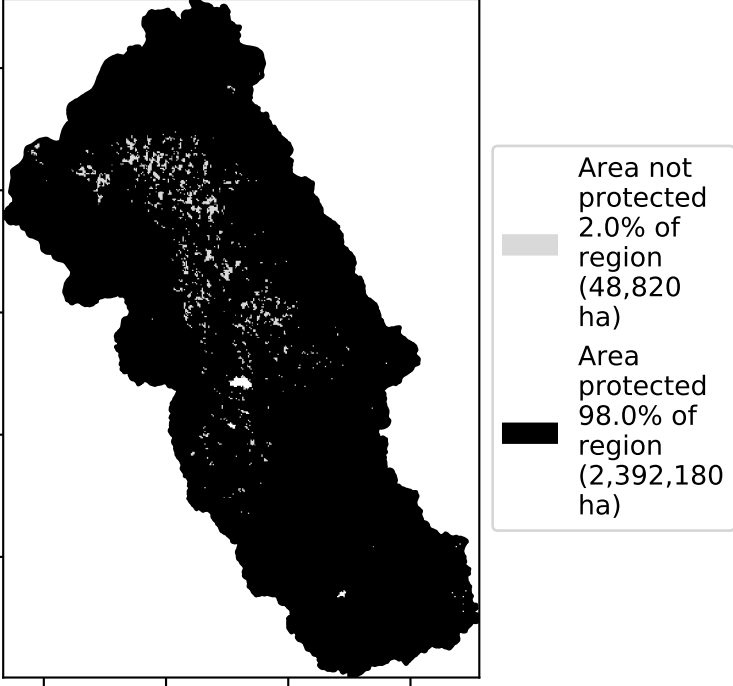 Area not
protected
2.0% of
region
(48,820
ha)
Area
protected
98.0% of
region
(2,392,180
ha)